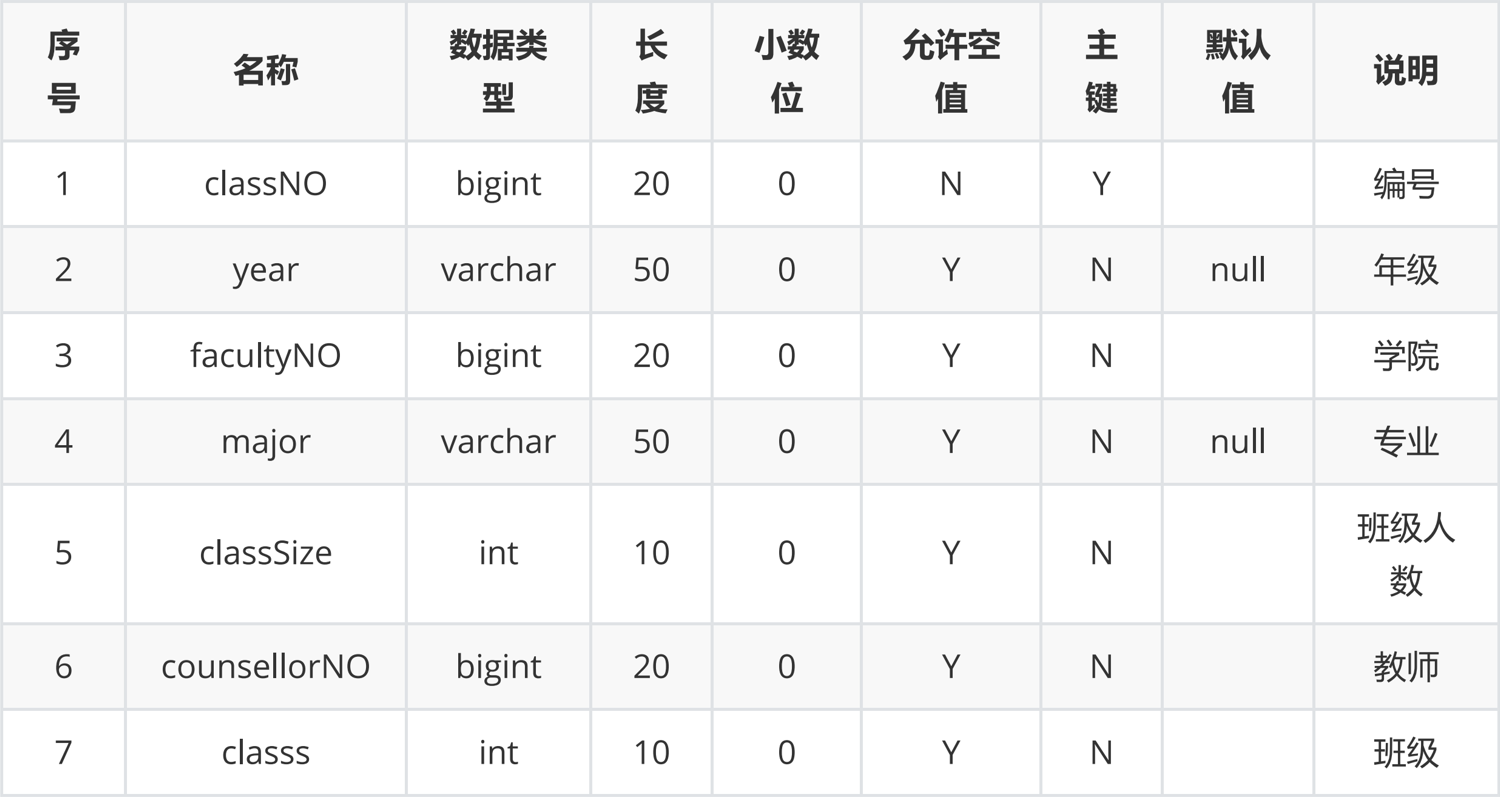 序号 名称 数据类型 长度 小数位 允许空值 主键 默认值 说明
1 classNO bigint 20 0 N Y 编号
2 year varchar 50 0 Y N null 年级
3 facultyNO bigint 20 0 Y N 学院
4 major varchar 50 0 Y N null 专业
5 classSize int 10 0 Y N 班级人数
6 counsellorNO bigint 20 0 Y N 教师
7 classs int 10 0 Y N 班级